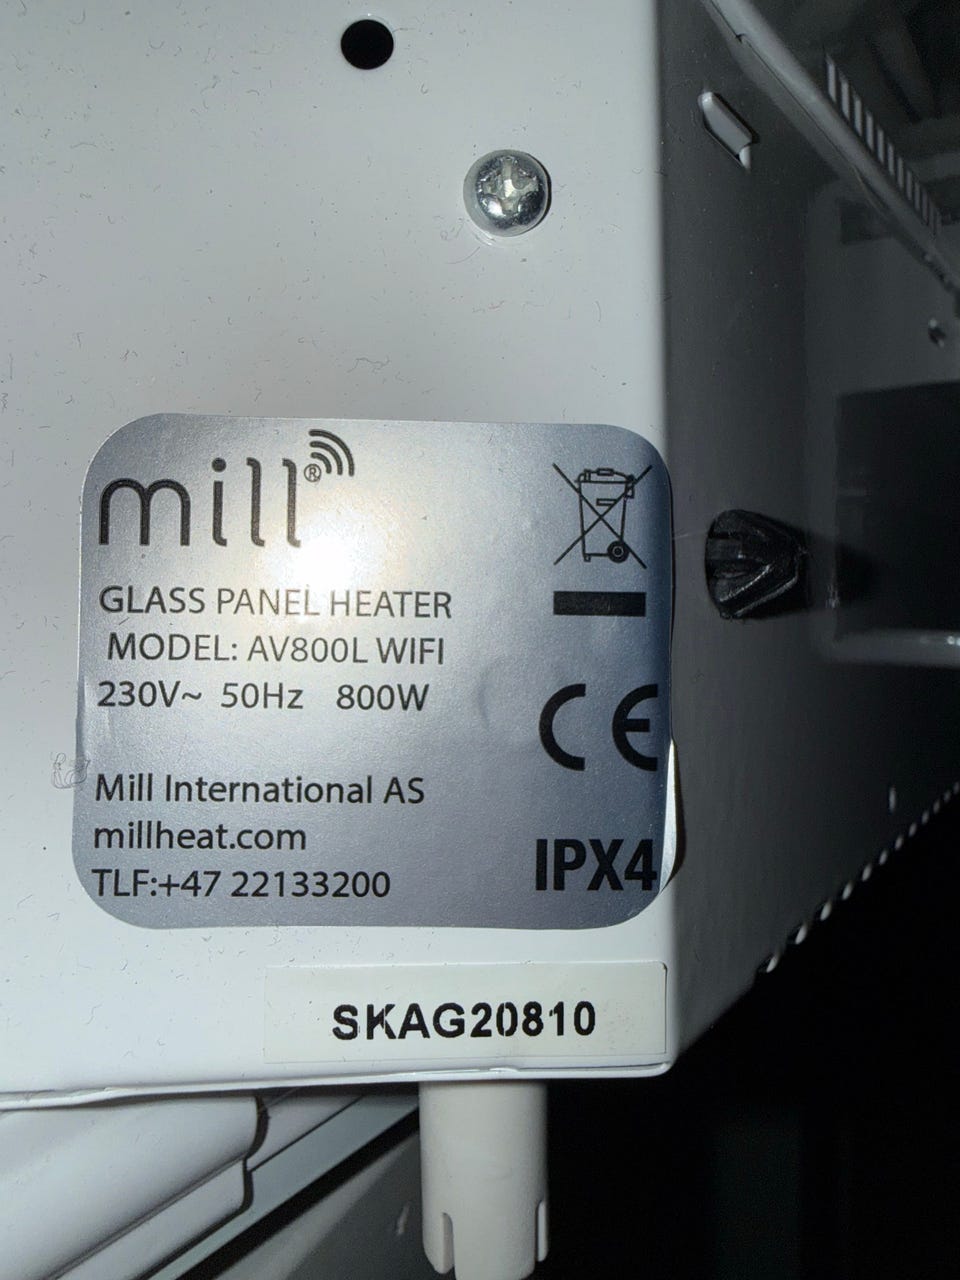 mill®
GLASS PANEL HEATER
MODEL: AV800L WIFI
230V~ 50Hz 800W
Mill International AS
millheat.com
TLF:+47 22133200
CE
IPX4
SKAG20810